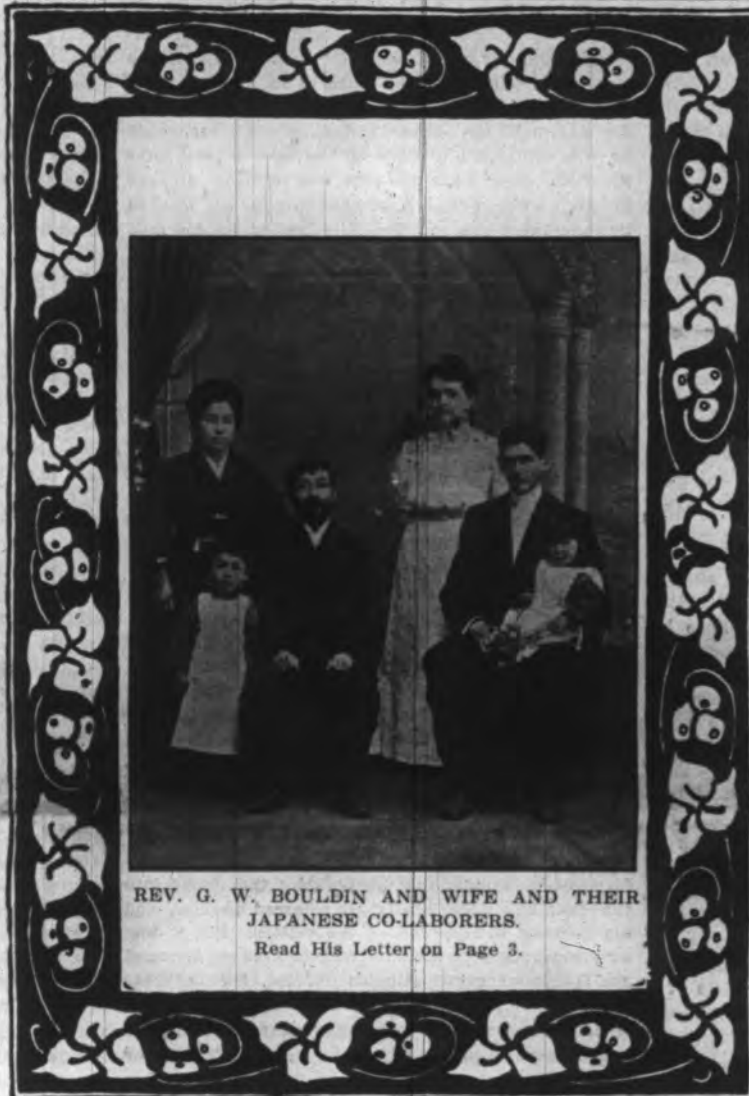 REV. G. W. BOULDIN AND WIFE AND THEIR
JAPANESE CO-LABORERS.
Read His Letter on Page 3.